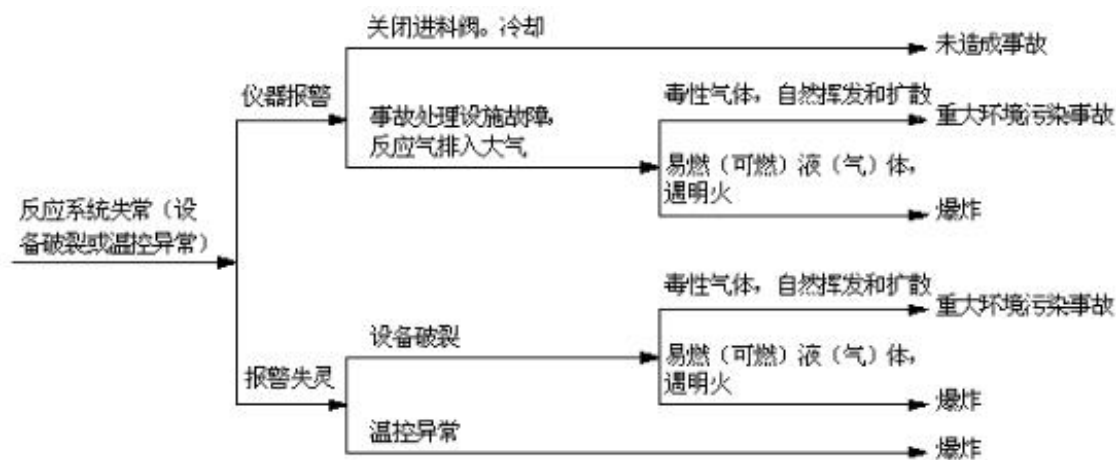 关闭进料阀。冷却
未造成事故
仪器报警
事故处理设施故障，
反应气排入大气
毒性气体，自然挥发和扩散
重大环境污染事故
易燃（可燃）液（气）体，
遇明火
爆炸
反应系统失常（设
备破裂或温控异常）
毒性气体，自然挥发和扩散
重大环境污染事故
设备破裂
易燃（可燃）液（气）体，
遇明火
爆炸
报警失灵
温控异常
爆炸